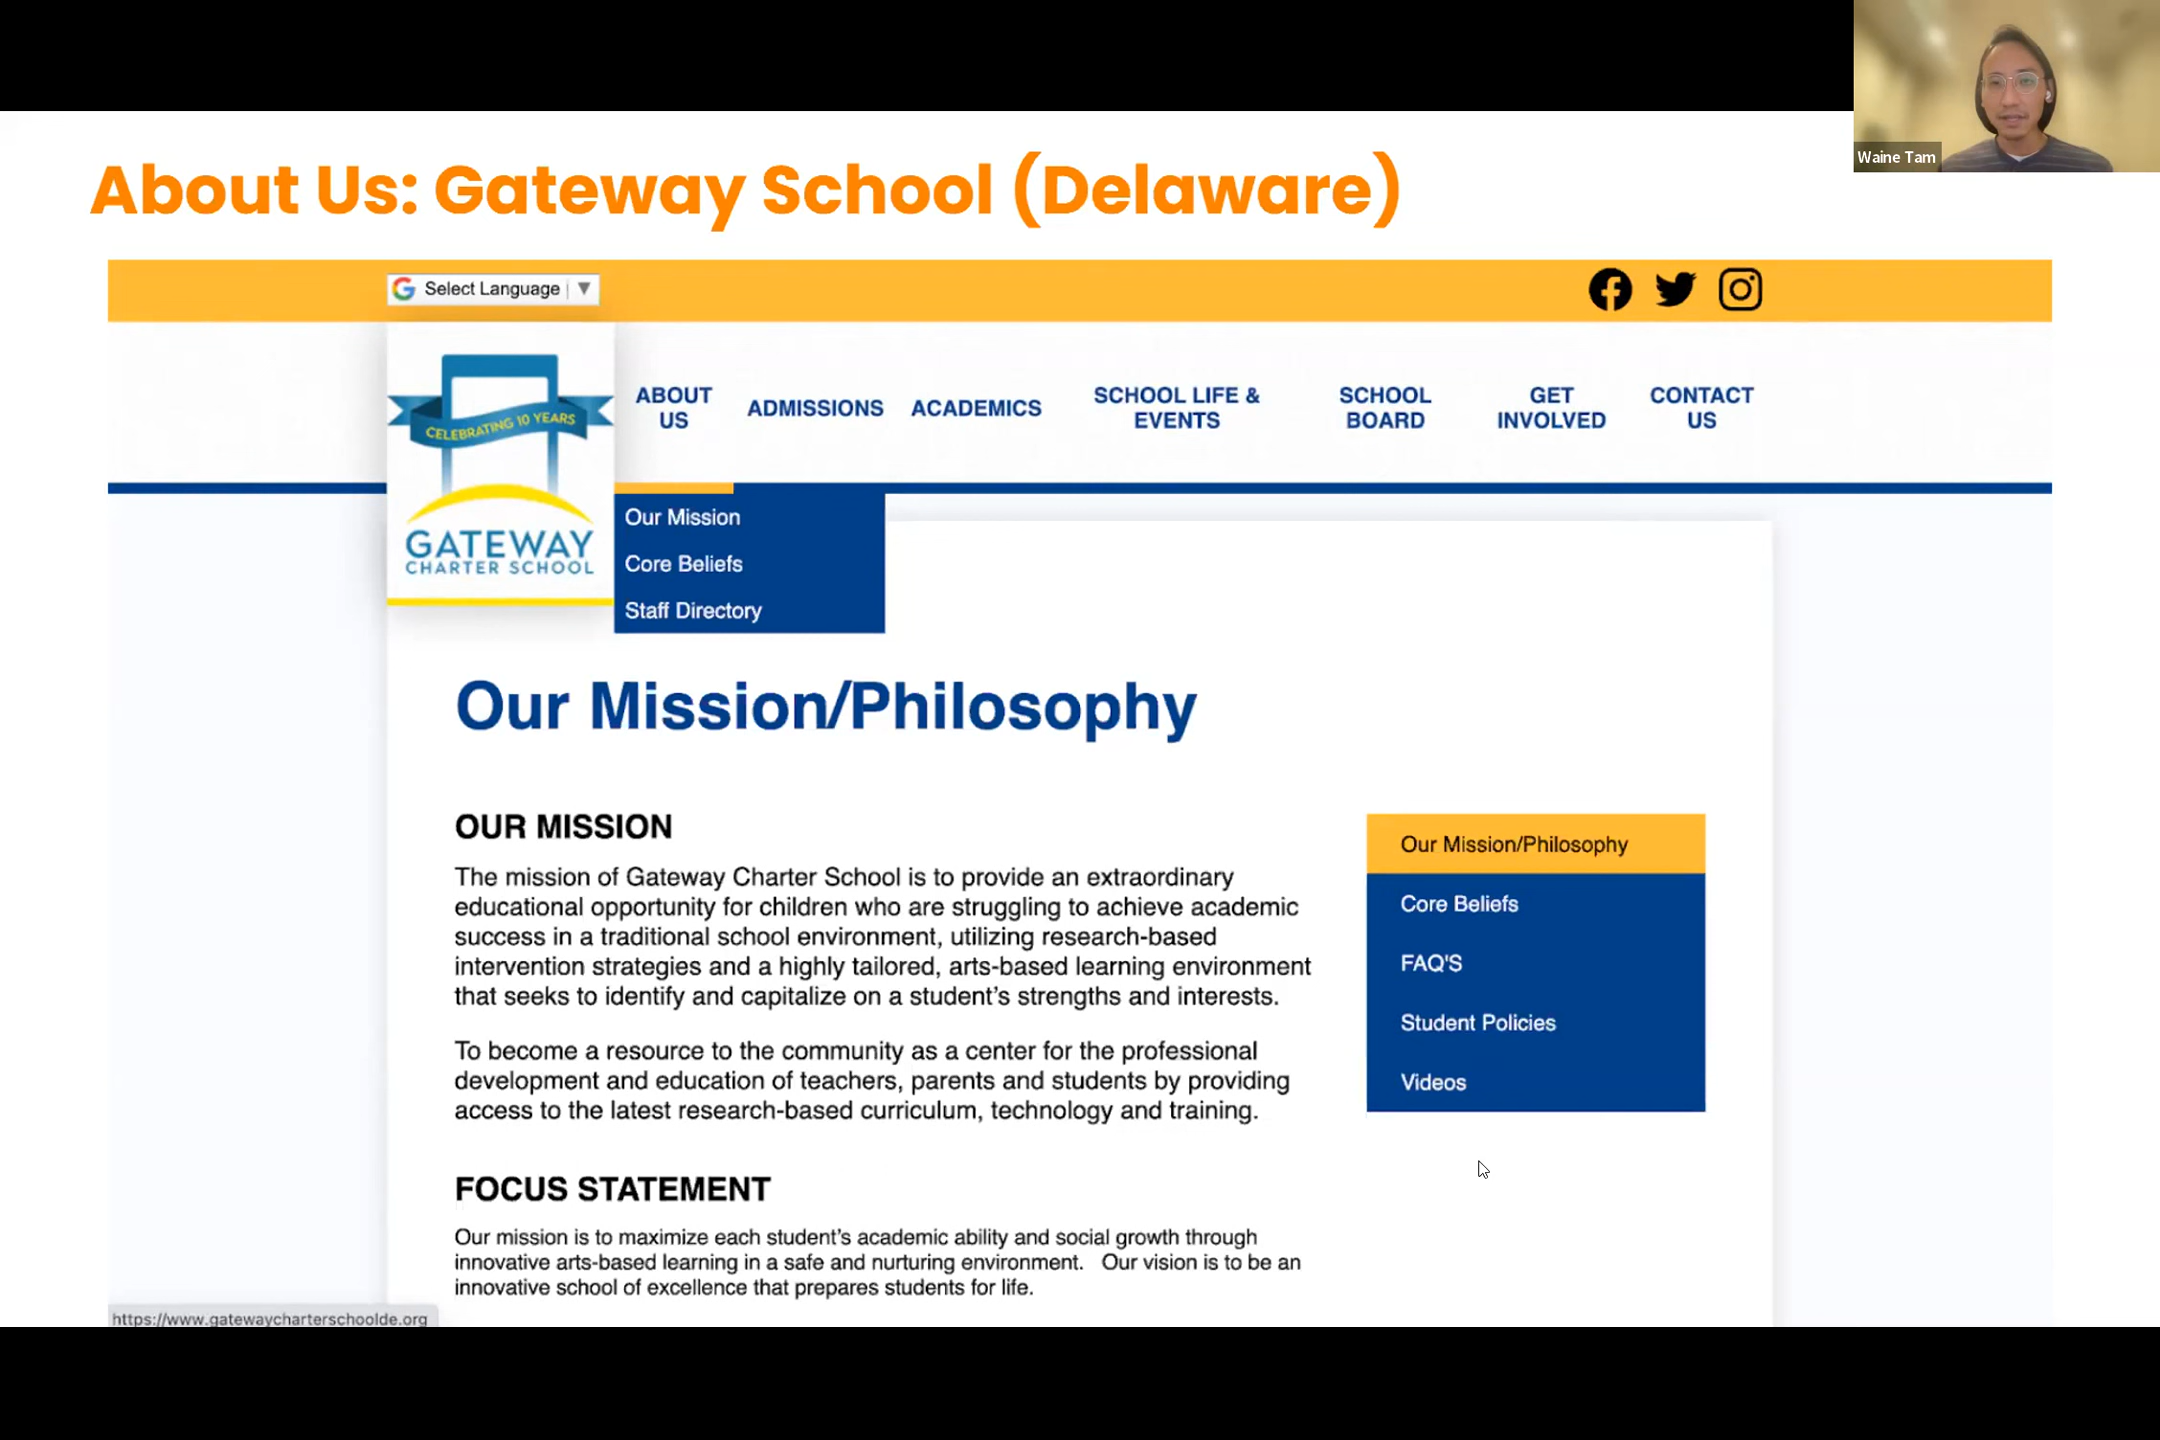 Waine Tam
About Us: Gateway School (Delaware)
Select Language
CELEBRATING 10 YEARS
GATEWAY
CHARTER SCHOOL
ABOUT
US
ADMISSIONS
ACADEMICS
SCHOOL LIFE &
EVENTS
SCHOOL
BOARD
GET
INVOLVED
CONTACT
US
Our Mission
Core Beliefs
Staff Directory
Our Mission/Philosophy
OUR MISSION
The mission of Gateway Charter School is to provide an extraordinary
educational opportunity for children who are struggling to achieve academic
success in a traditional school environment, utilizing research-based
intervention strategies and a highly tailored, arts-based learning environment
that seeks to identify and capitalize on a student's strengths and interests.
To become a resource to the community as a center for the professional
development and education of teachers, parents and students by providing
access to the latest research-based curriculum, technology and training.
FOCUS STATEMENT
Our mission is to maximize each student's academic ability and social growth through
innovative arts-based learning in a safe and nurturing environment. Our vision is to be an
innovative school of excellence that prepares students for life.
Our Mission/Philosophy
Core Beliefs
FAQ'S
Student Policies
Videos
https://www.gatewaycharterschoolde.org